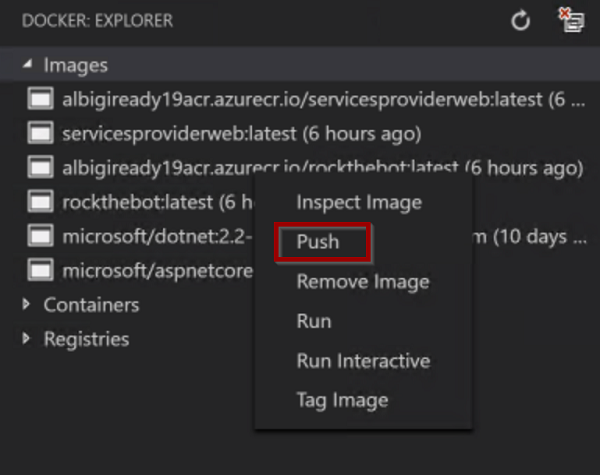 DOCKER: EXPLORER
Images
albigiready19acr.azurecr.io/servicesproviderweb:latest (6 ...
servicesproviderweb:latest (6 hours ago)
albigiready19acr.azurecr.io/rockthebot:latest (6 hours ago)
rockthebot:latest (6 h
Inspect Image
microsoft/dotnet:2.2- m (10 days ...
Push
microsoft/aspnetcore
Remove Image
Containers
Run
Registries
Run Interactive
Tag Image